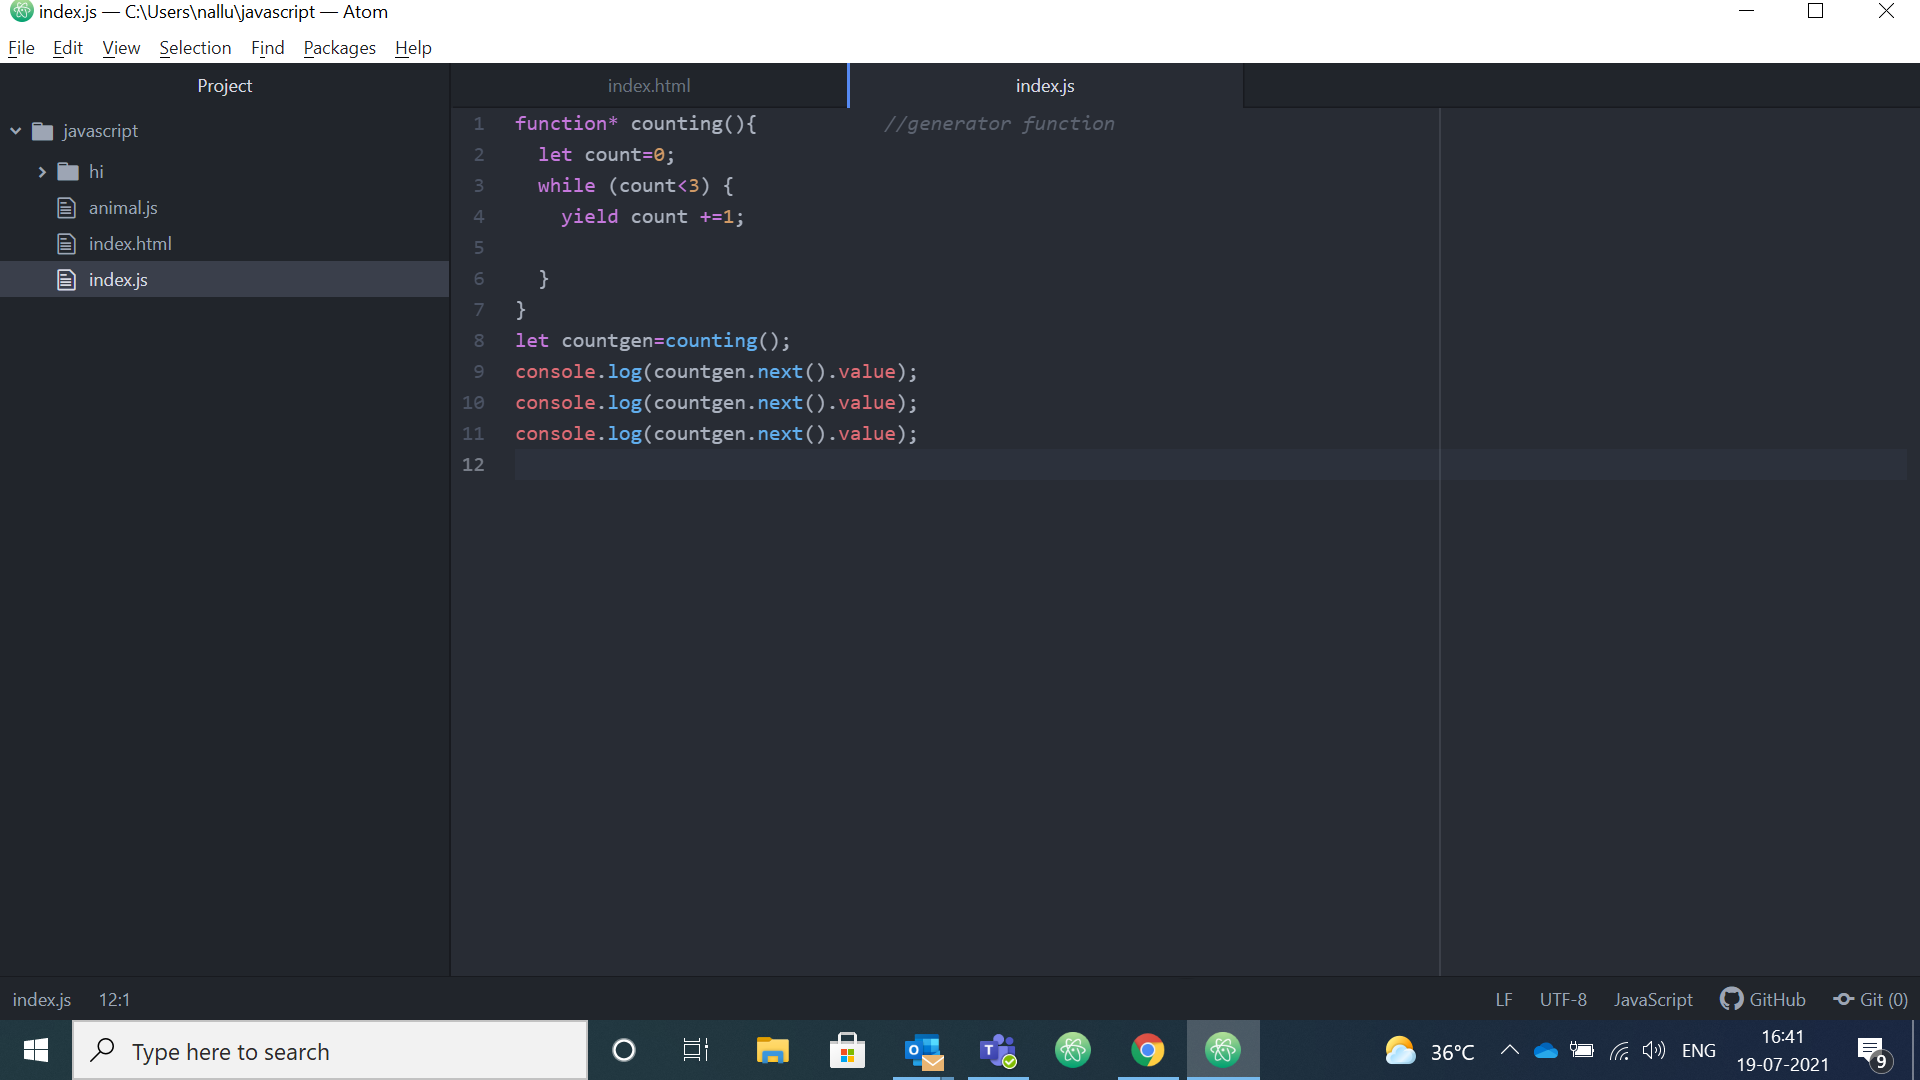 index.js — C:\Users\nallu\javascript — Atom
File Edit View Selection Find Packages Help
Project
javascript
hi
animal.js
index.html
index.js
index.html index.js
1 function* counting(){ //generator function
2 let count=0;
3 while (count<3) {
4 yield count +=1;
5
6 }
7 }
8 let countgen=counting();
9 console.log(countgen.next().value);
10 console.log(countgen.next().value);
11 console.log(countgen.next().value);
12
index.js 12:1 LF UTF-8 JavaScript GitHub Git (0)
Type here to search
36°C ENG 16:41
19-07-2021
9